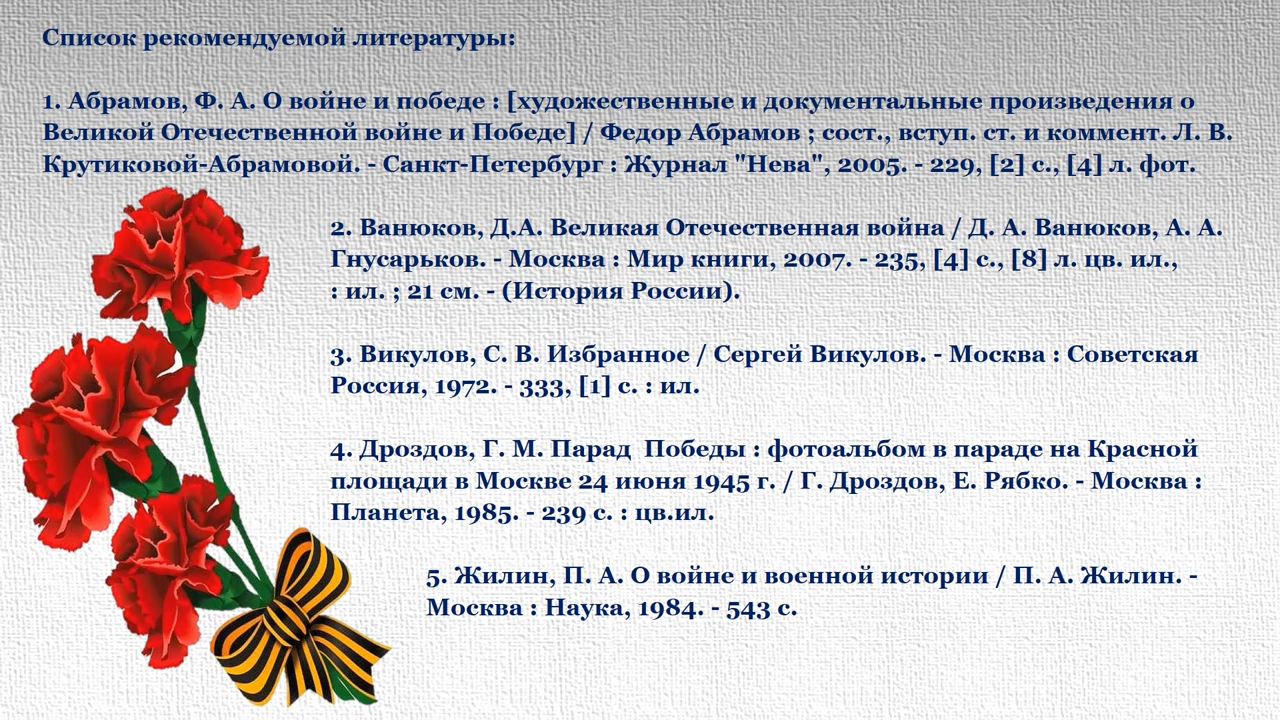 Список рекомендуемой литературы:
1. Абрамов, Ф. А. О войне и победе : [художественные и документальные произведения о
Великой Отечественной войне и Победе] / Федор Абрамов ; сост., вступ. ст. и коммент. Л. В.
Крутиковой-Абрамовой. - Санкт-Петербург : Журнал "Нева", 2005. - 229, [2] с., [4] л. фот.
2. Ванюков, Д.А. Великая Отечественная война / Д. А. Ванюков, А. А.
Гнусарьков. - Москва : Мир книги, 2007. - 235, [4] с., [8] л. цв. ил.,
: ил. ; 21 см. - (История России).
3. Викулов, С. В. Избранное / Сергей Викулов. - Москва : Советская
Россия, 1972. - 333, [1] с. : ил.
4. Дроздов, Г. М. Парад  Победы : фотоальбом в параде на Красной
площади в Москве 24 июня 1945 г. / Г. Дроздов, Е. Рябко. - Москва :
Планета, 1985. - 239 с. : цв.ил.
5. Жилин, П. А. О войне и военной истории / П. А. Жилин. -
Москва : Наука, 1984. - 543 с.